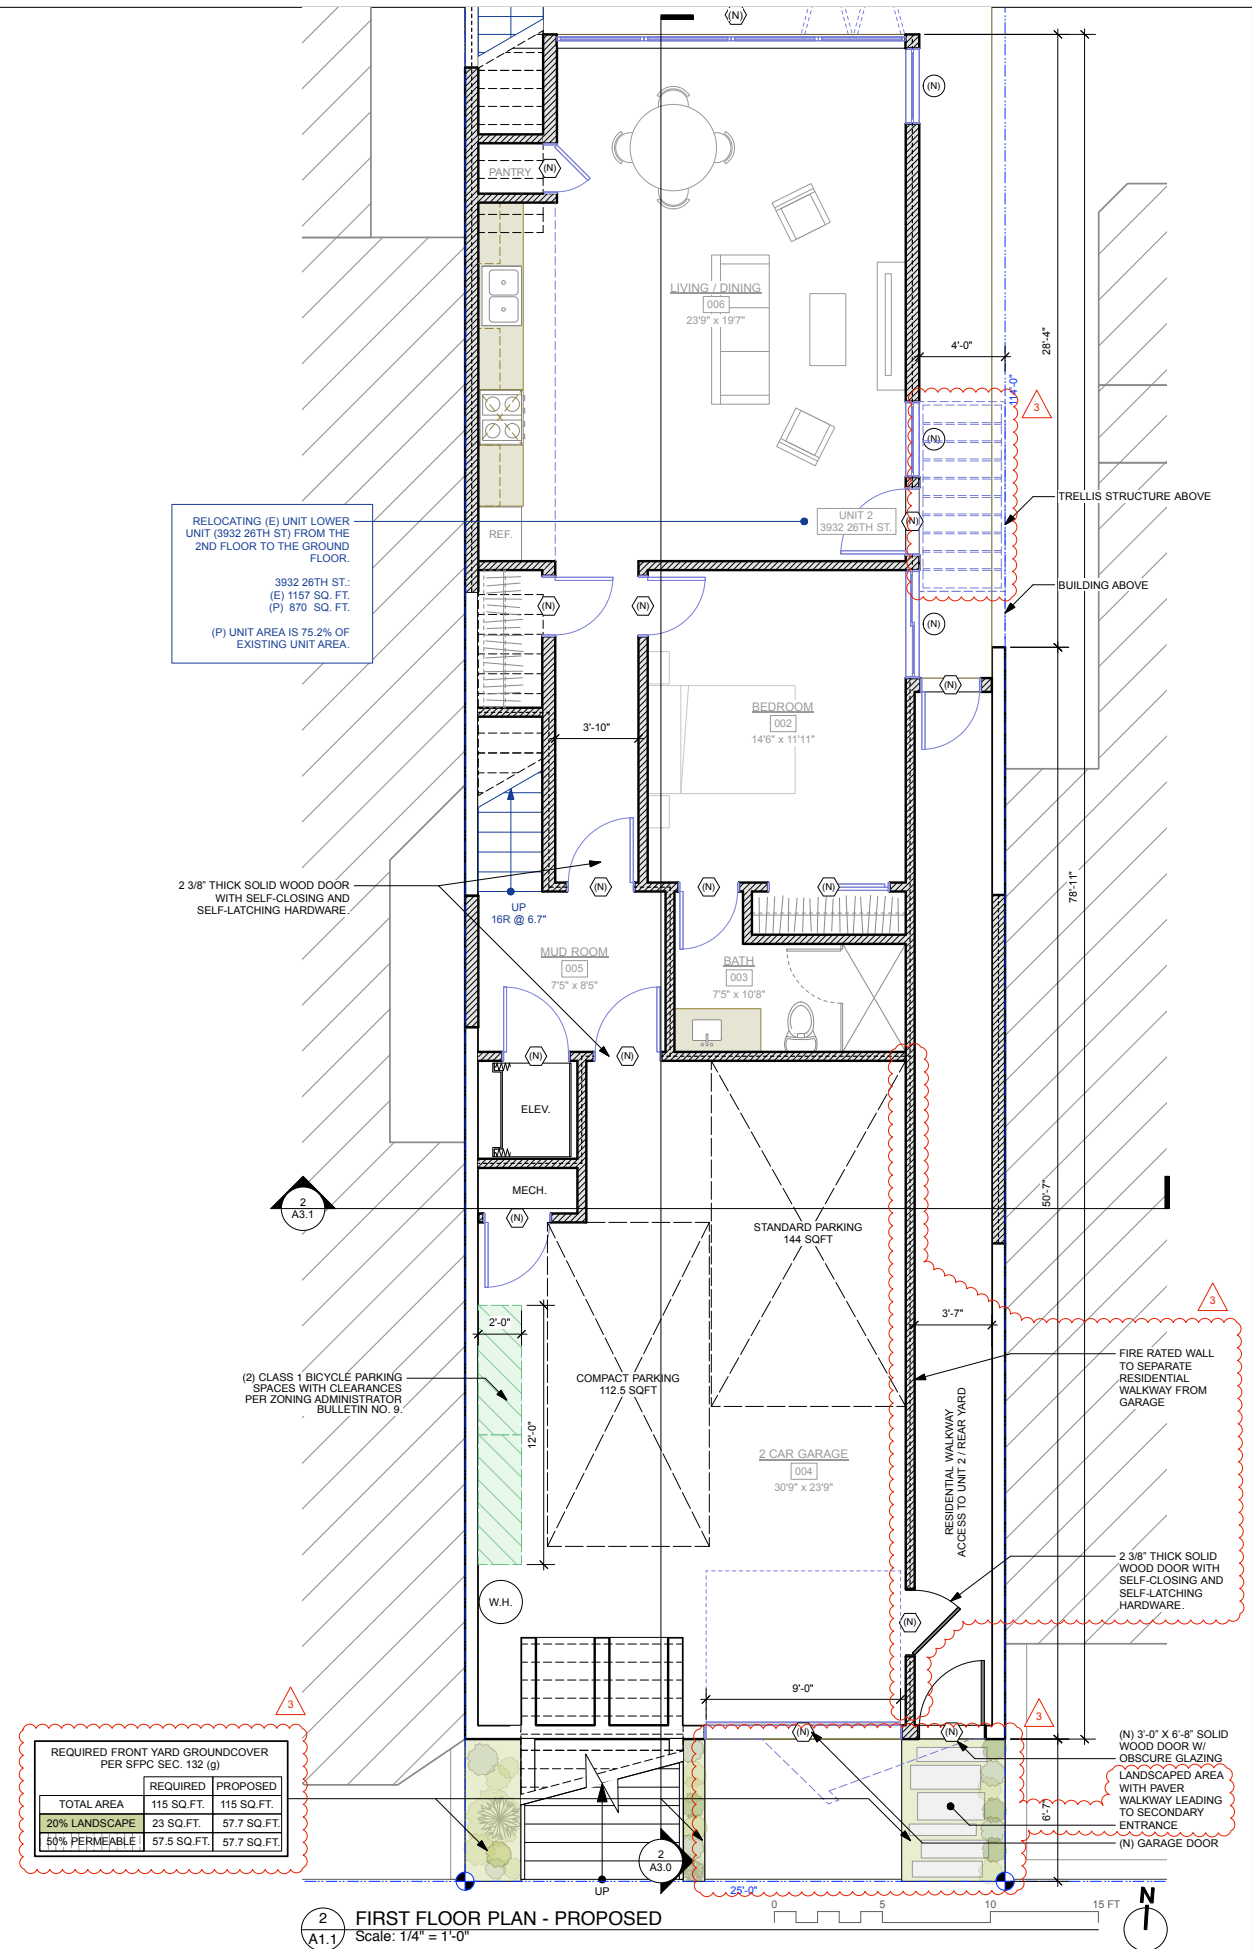 (N)
(N)
PANTRY
(N)
LIVING / DINING
006
23'9" x 19'7"
4'-0"
28'-4"
114'-0"
3
(N)
TRELLIS STRUCTURE ABOVE
UNIT 2
3932 26TH ST.
(N)
REF.
RELOCATING (E) UNIT LOWER
UNIT (3932 26TH ST) FROM THE
2ND FLOOR TO THE GROUND
FLOOR.
3932 26TH ST.:
(E) 1157 SQ. FT.
(P) 870 SQ. FT.
(P) UNIT AREA IS 75.2% OF
EXISTING UNIT AREA.
BUILDING ABOVE
(N)
(N)
(N)
(N)
BEDROOM
002
14'6" x 11'11"
3'-10"
78'-11"
2 3/8" THICK SOLID WOOD DOOR
WITH SELF-CLOSING AND
SELF-LATCHING HARDWARE.
(N)
(N)
(N)
UP
16R @ 6.7"
MUD ROOM
005
7'5" x 8'5"
BATH
003
7'5" x 10'8"
(N)
(N)
ELEV.
MECH.
(N)
2
A3.1
50'-7"
STANDARD PARKING
144 SQFT
3
3'-7"
2'-0"
FIRE RATED WALL
TO SEPARATE
RESIDENTIAL
WALKWAY FROM
GARAGE
(2) CLASS 1 BICYCLE PARKING
SPACES WITH CLEARANCES
PER ZONING ADMINISTRATOR
BULLETIN NO. 9.
COMPACT PARKING
112.5 SQFT
12'-0"
2 CAR GARAGE
004
30'9" x 23'9"
RESIDENTIAL WALKWAY
ACCESS TO UNIT 2 / REAR YARD
2 3/8" THICK SOLID
WOOD DOOR WITH
SELF-CLOSING AND
SELF-LATCHING
HARDWARE.
W.H.
(N)
9'-0"
3
3
(N)
(N)
(N) 3'-0" X 6'-8" SOLID
WOOD DOOR W/
OBSCURE GLAZING
LANDSCAPED AREA
WITH PAVER
WALKWAY LEADING
TO SECONDARY
ENTRANCE
(N) GARAGE DOOR
6'-7"
REQUIRED FRONT YARD GROUNDCOVER
PER SFPC SEC. 132 (g)
REQUIRED PROPOSED
TOTAL AREA 115 SQ.FT. 115 SQ.FT.
20% LANDSCAPE 23 SQ.FT. 57.7 SQ.FT.
50% PERMEABLE 57.5 SQ.FT. 57.7 SQ.FT.
2
A3.0
UP
25'-0"
2
A1.1
FIRST FLOOR PLAN - PROPOSED
Scale: 1/4" = 1'-0"
0 5 10 15 FT
N